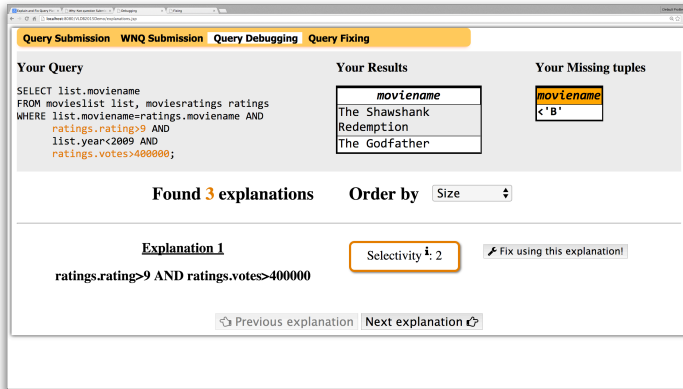 Query Submission WNQ Submission Query Debugging Query Fixing
Your Query
SELECT list.moviename
FROM movieslist list, moviesratings ratings
WHERE list.moviename=ratings.moviename AND
ratings.rating>9 AND
list.year<2009 AND
ratings.votes>400000;
Your Results
moviename
The Shawshank
Redemption
The Godfather
Your Missing tuples
moviename
<'B'
Found 3 explanations Order by Size
Explanation 1
ratings.rating>9 AND ratings.votes>400000
Selectivity i: 2
Fix using this explanation!
Previous explanation Next explanation